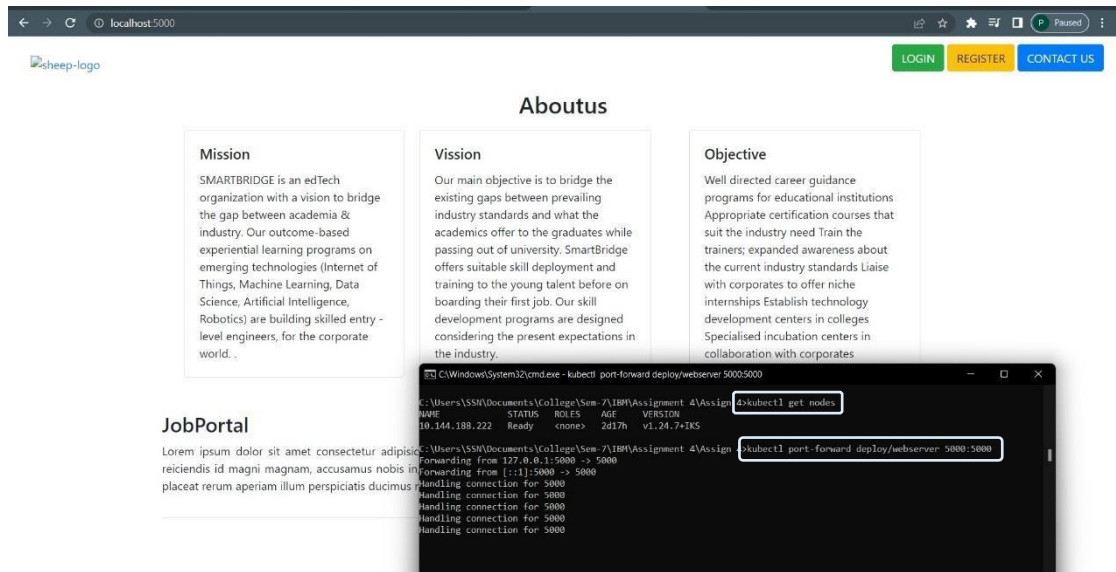 localhost:5000
P Paused
sheep-logo
LOGIN REGISTER CONTACT US
Aboutus
Mission
SMARTBRIDGE is an edTech
organization with a vision to bridge
the gap between academia &
industry. Our outcome-based
experiential learning programs on
emerging technologies (Internet of
Things, Machine Learning, Data
Science, Artificial Intelligence,
Robotics) are building skilled entry -
level engineers, for the corporate
world. .
Vission
Our main objective is to bridge the
existing gaps between prevailing
industry standards and what the
academics offer to the graduates while
passing out of university. SmartBridge
offers suitable skill deployment and
training to the young talent before on
boarding their first job. Our skill
development programs are designed
considering the present expectations in
the industry.
Objective
Well directed career guidance
programs for educational institutions
Appropriate certification courses that
suit the industry need Train the
trainers; expanded awareness about
the current industry standards Liaise
with corporates to offer niche
internships Establish technology
development centers in colleges
Specialised incubation centers in
collaboration with corporates
JobPortal
Lorem ipsum dolor sit amet consectetur adipisic
reiciendis id magni magnam, accusamus nobis in
placeat rerum aperiam illum perspiciatis ducimus
C:\Windows\System32\cmd.exe - kubectl port-forward deploy/webserver 5000:5000
C:\Users\SSN\Documents\College\Sem-7\IBM\Assignment 4\Assign 4>kubectl get nodes
NAME STATUS ROLES AGE VERSION
10.144.188.222 Ready <none> 2d17h v1.24.7+IKS
C:\Users\SSN\Documents\College\Sem-7\IBM\Assignment 4\Assign 4>kubectl port-forward deploy/webserver 5000:5000
Forwarding from 127.0.0.1:5000 -> 5000
Forwarding from [::1]:5000 -> 5000
Handling connection for 5000
Handling connection for 5000
Handling connection for 5000
Handling connection for 5000
Handling connection for 5000